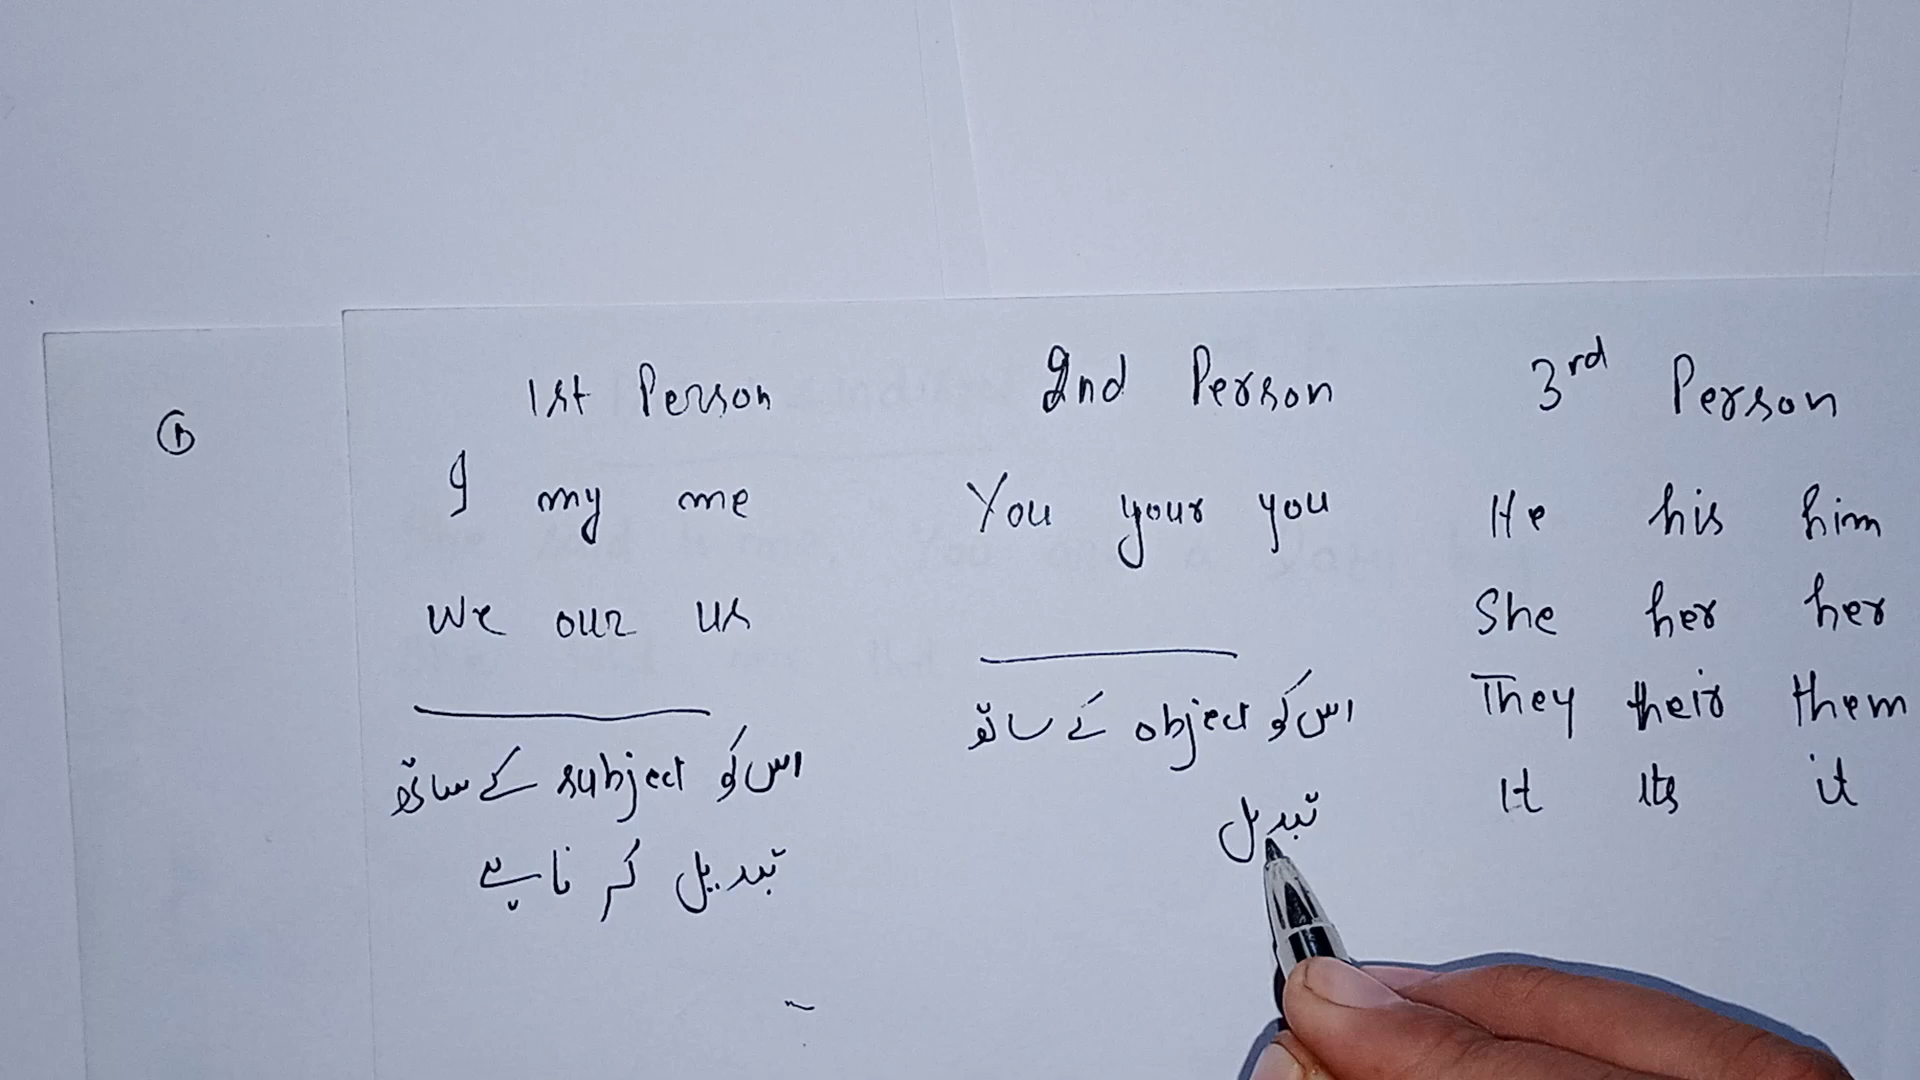 ①
1st Person
I my me
We our us
اس کو subject کے ساتھ
تبدیل کرنا ہے
2nd Person
You your you
اس کو object کے ساتھ
تبدیل
3rd Person
He his him
She her her
They their them
It its it